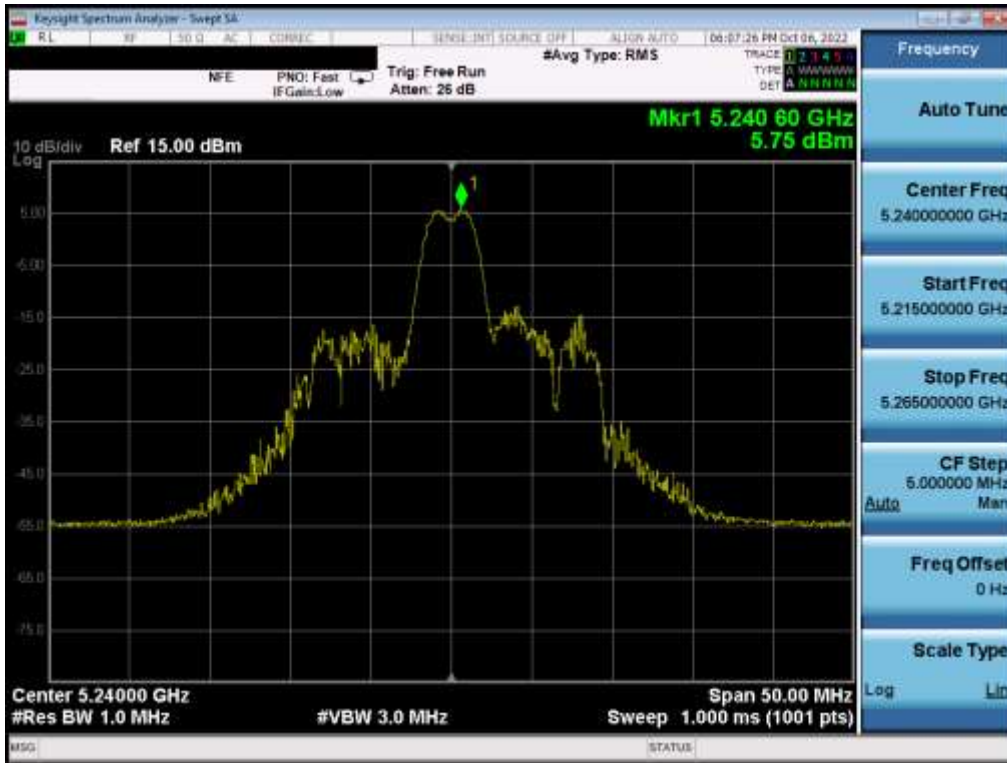 Keysight Spectrum Analyzer - Swept SA
RL RF 50 Ω AC CORREC SENSE:INT SOURCE OFF ALIGN AUTO 06:07:26 PM Oct 06, 2022
NFE PNO: Fast Trig: Free Run #Avg Type: RMS TRACE 1 2 3 4 5 6
IFGain:Low Atten: 26 dB TYPE A WWWWW
DET A N N N N N
Mkr1 5.240 60 GHz
5.75 dBm
10 dB/div Ref 15.00 dBm
Log
1
5.00
-5.00
-15.0
-25.0
-35.0
-45.0
-55.0
-65.0
-75.0
Center 5.24000 GHz Span 50.00 MHz
#Res BW 1.0 MHz #VBW 3.0 MHz Sweep 1.000 ms (1001 pts)
MSG STATUS
Frequency
Auto Tune
Center Freq
5.240000000 GHz
Start Freq
5.215000000 GHz
Stop Freq
5.265000000 GHz
CF Step
5.000000 MHz
Auto Man
Freq Offset
0 Hz
Scale Type
Log Lin